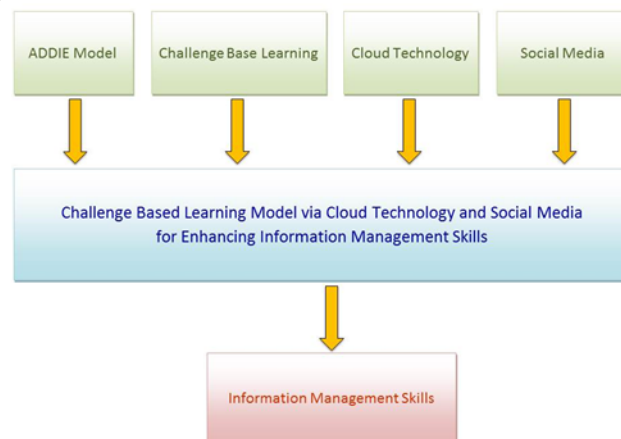 ADDIE Model
Challenge Base Learning
Cloud Technology
Social Media
Challenge Based Learning Model via Cloud Technology and Social Media
for Enhancing Information Management Skills
Information Management Skills